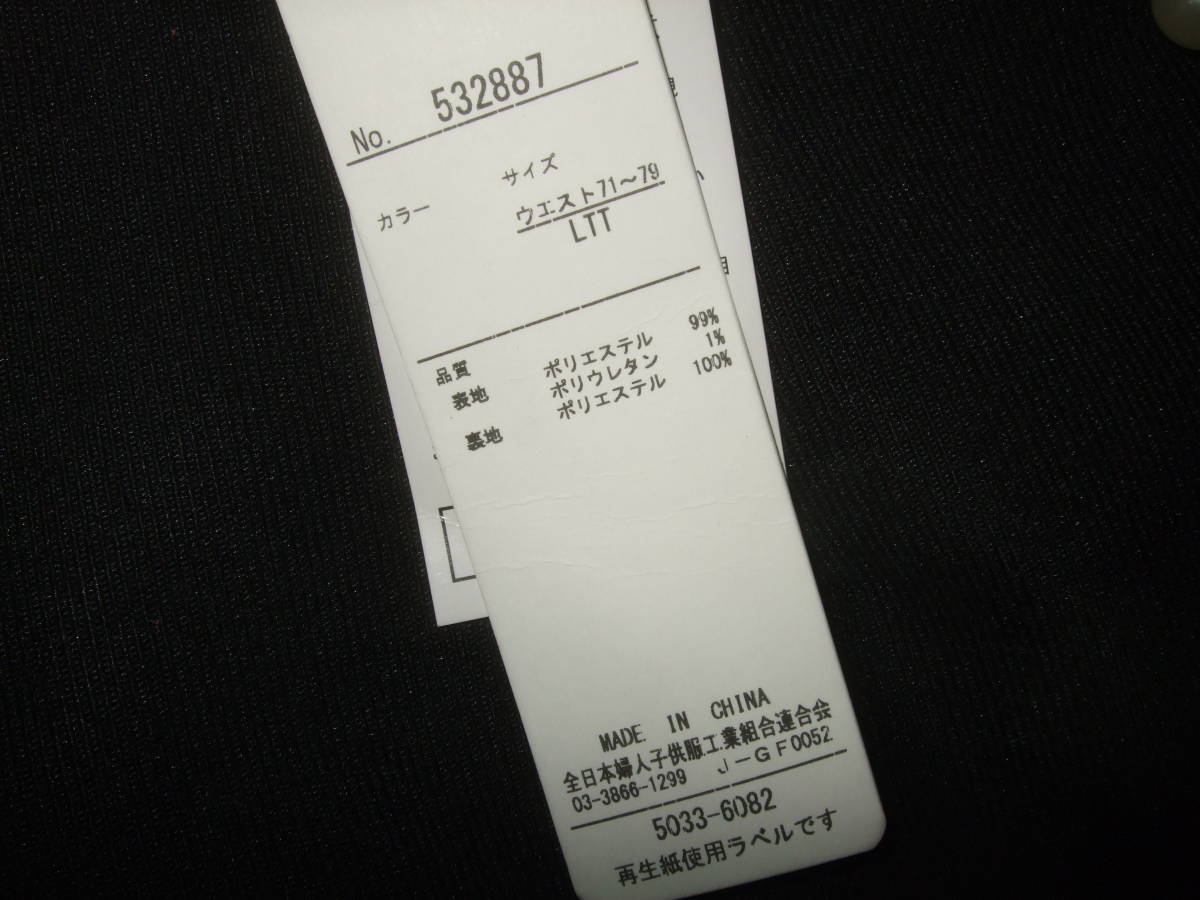 No. 532887
カラー サイズ
ウエスト71～79
LTT
品質
表地 ポリエステル 99%
ポリウレタン 1%
裏地 ポリエステル 100%
MADE IN CHINA
全日本婦人子供服工業組合連合会
03-3866-1299 J-GF0052
5033-6082
再生紙使用ラベルです